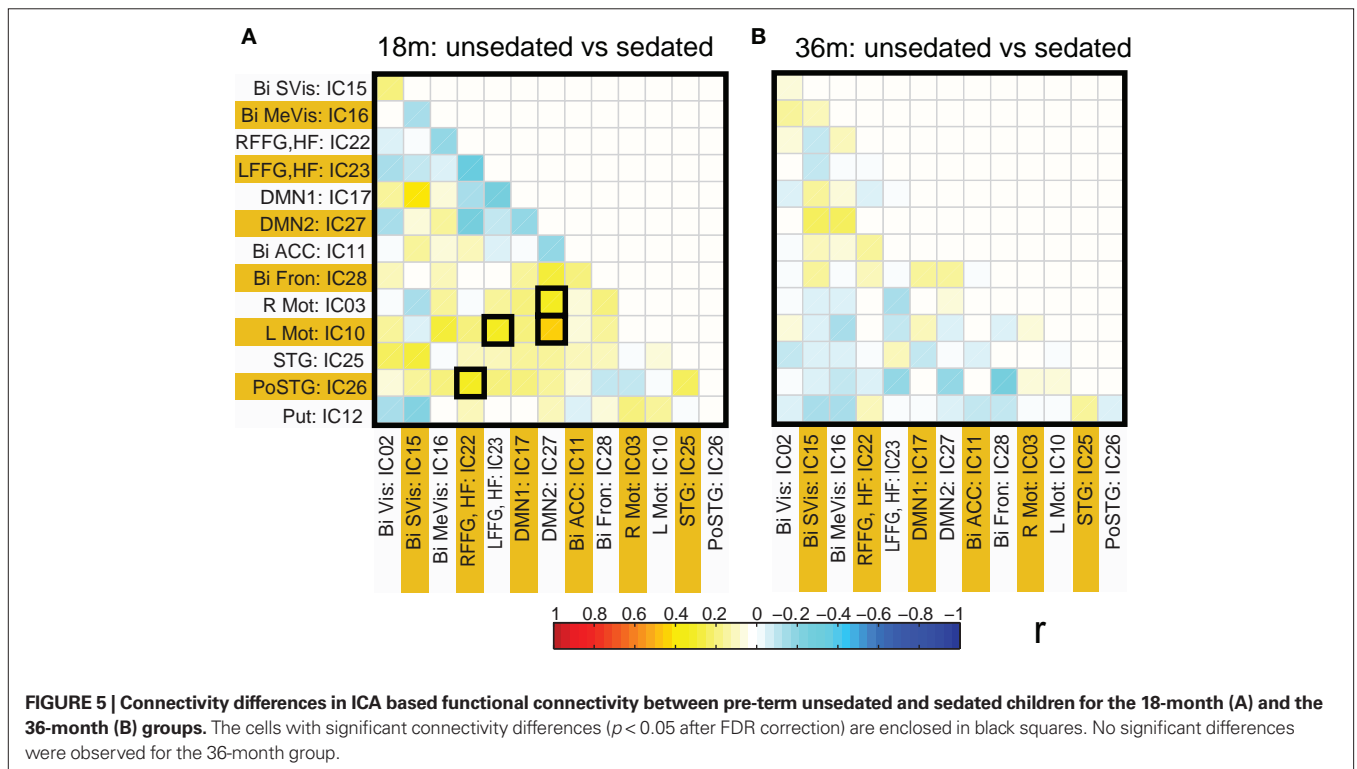 A
18m: unsedated vs sedated
B
36m: unsedated vs sedated
Bi SVis: IC15
Bi MeVis: IC16
RFFG,HF: IC22
LFFG,HF: IC23
DMN1: IC17
DMN2: IC27
Bi ACC: IC11
Bi Fron: IC28
R Mot: IC03
L Mot: IC10
STG: IC25
PoSTG: IC26
Put: IC12
Bi Vis: IC02
Bi SVis: IC15
Bi MeVis: IC16
RFFG, HF: IC22
LFFG, HF: IC23
DMN1: IC17
DMN2: IC27
Bi ACC: IC11
Bi Fron: IC28
R Mot: IC03
L Mot: IC10
STG: IC25
PoSTG: IC26
Bi Vis: IC02
Bi SVis: IC15
Bi MeVis: IC16
RFFG, HF: IC22
LFFG, HF: IC23
DMN1: IC17
DMN2: IC27
Bi ACC: IC11
Bi Fron: IC28
R Mot: IC03
L Mot: IC10
STG: IC25
PoSTG: IC26
1 0.8 0.6 0.4 0.2 0 −0.2 −0.4 −0.6 −0.8 −1
r
FIGURE 5 | Connectivity differences in ICA based functional connectivity between pre-term unsedated and sedated children for the 18-month (A) and the
36-month (B) groups. The cells with significant connectivity differences (p < 0.05 after FDR correction) are enclosed in black squares. No significant differences
were observed for the 36-month group.